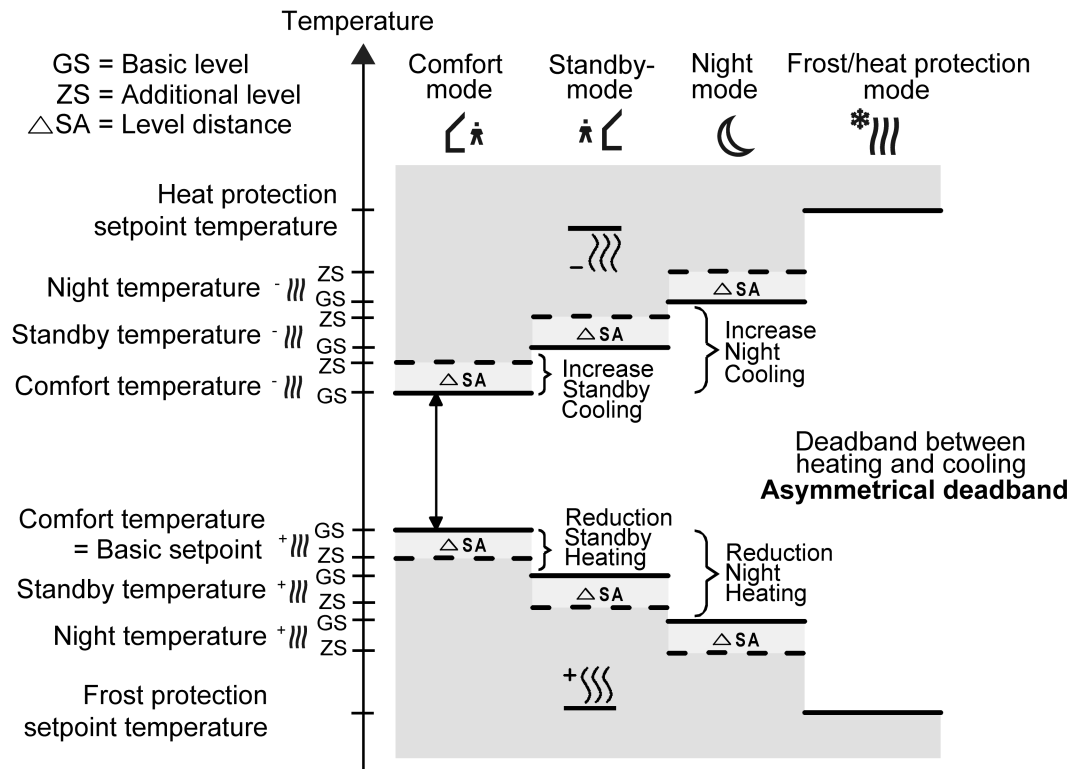 Temperature
GS = Basic level
ZS = Additional level
△SA = Level distance
Comfort
mode
Standby-
mode
Night
mode
Frost/heat protection
mode
Heat protection
setpoint temperature
Night temperature -
ZS
GS
△SA
Standby temperature -
ZS
GS
△SA
Comfort temperature -
ZS
GS
△SA
Increase
Standby
Cooling
Increase
Night
Cooling
Deadband between
heating and cooling
Asymmetrical deadband
Comfort temperature
= Basic setpoint +
GS
ZS
△SA
Reduction
Standby
Heating
Reduction
Night
Heating
Standby temperature +
GS
ZS
△SA
Night temperature +
GS
ZS
△SA
Frost protection
setpoint temperature